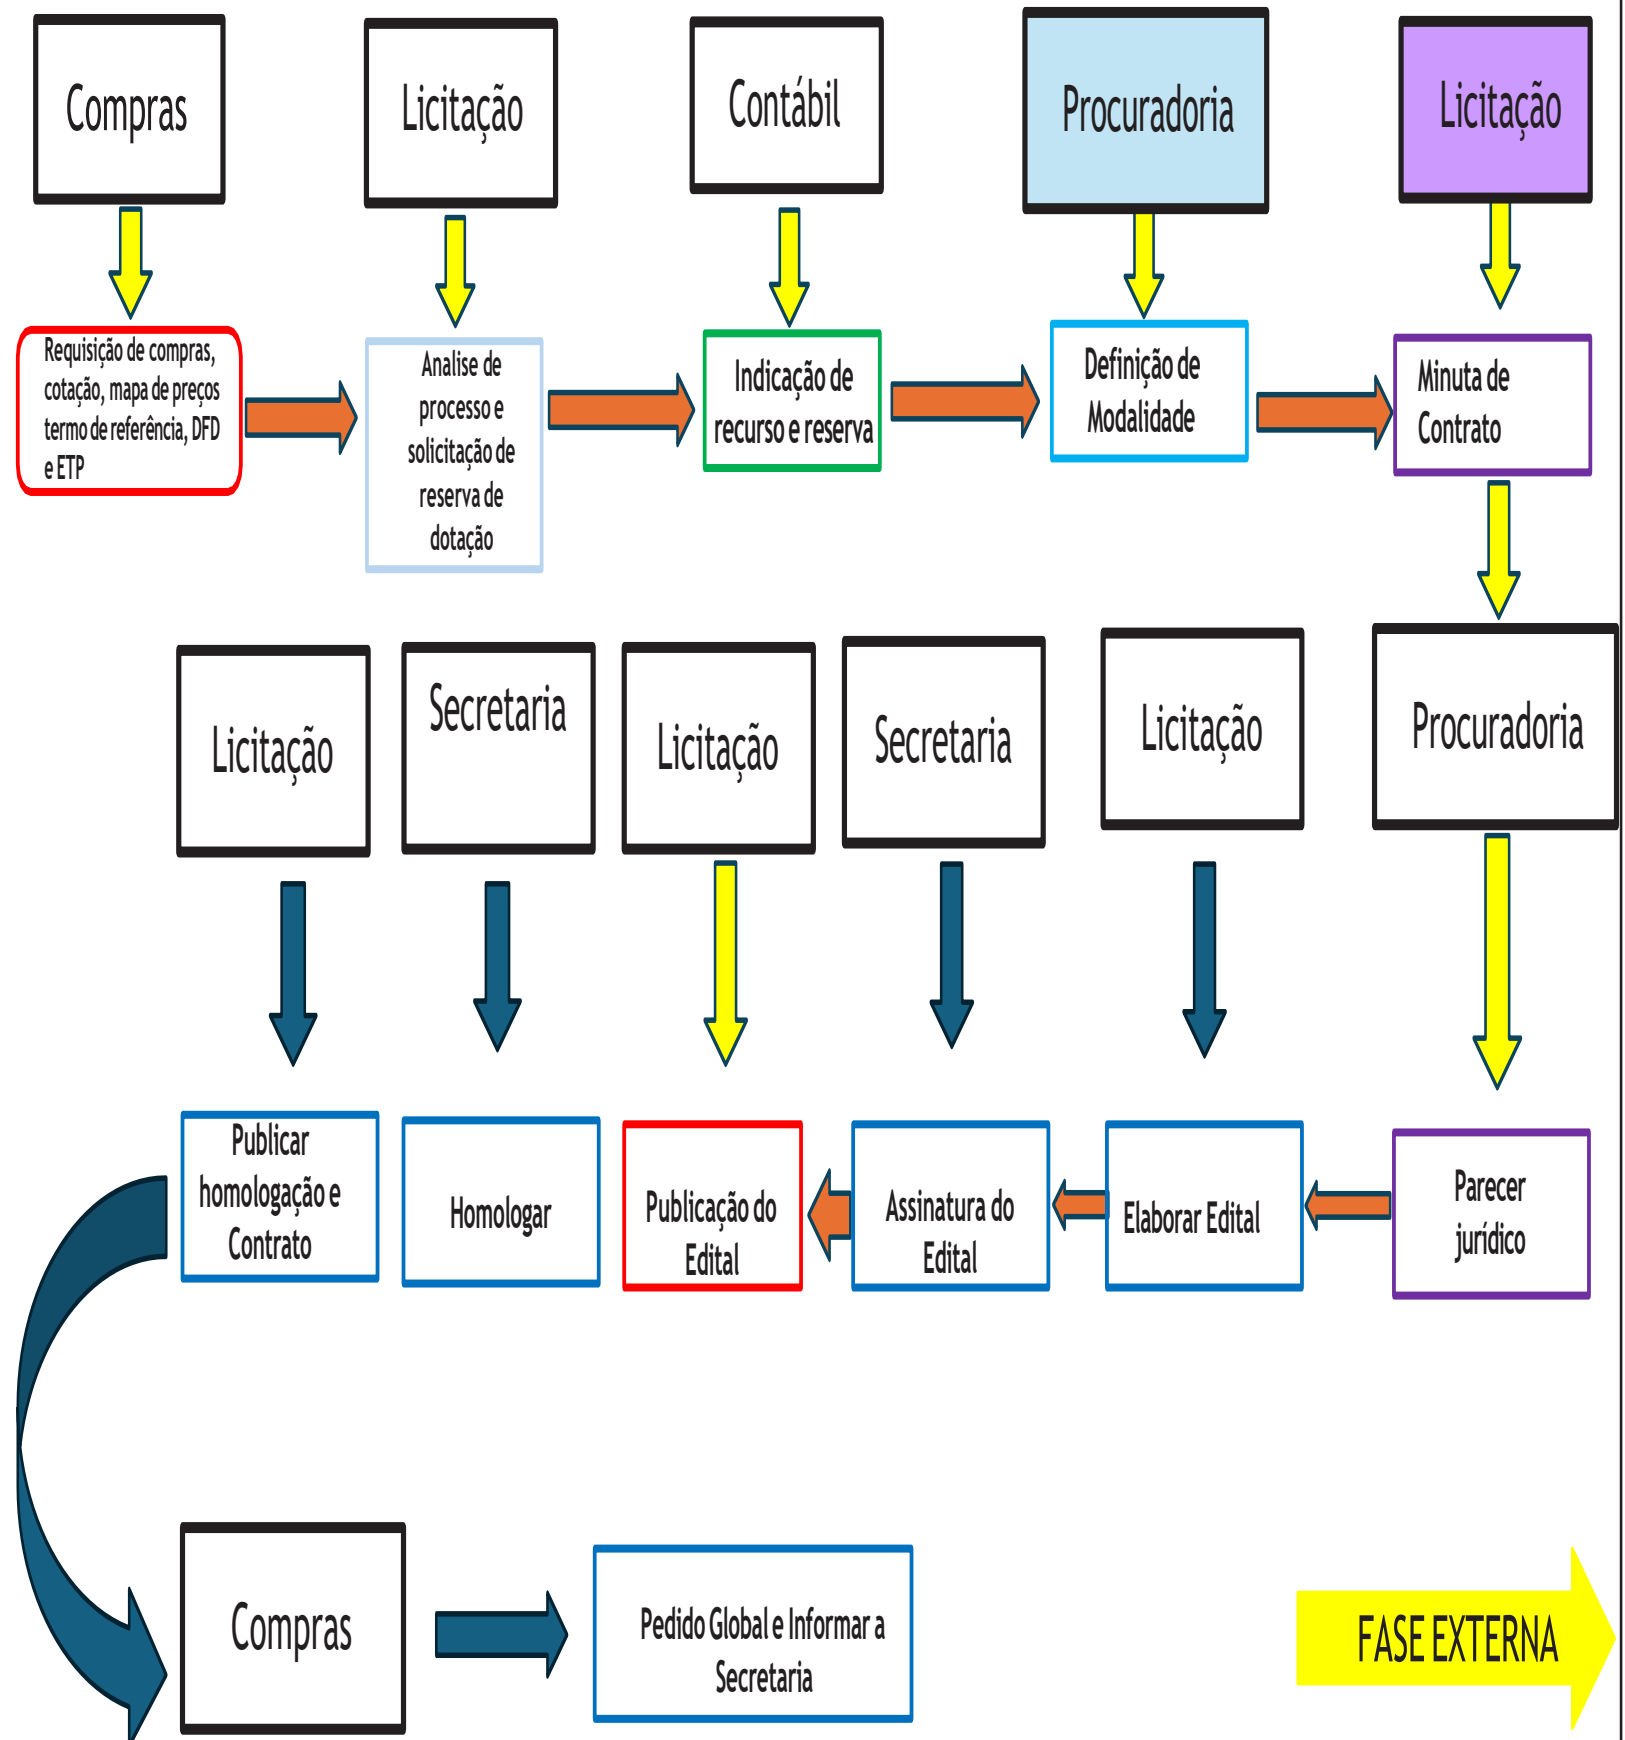 Compras
Licitação
Contábil
Procuradoria
Licitação
Requisição de compras,
cotação, mapa de preços
termo de referência, DFD
e ETP
Analise de
processo e
solicitação de
reserva de
dotação
Indicação de
recurso e reserva
Definição de
Modalidade
Minuta de
Contrato
Licitação
Secretaria
Licitação
Secretaria
Licitação
Procuradoria
Publicar
homologação e
Contrato
Homologar
Publicação do
Edital
Assinatura do
Edital
Elaborar Edital
Parecer
jurídico
Compras
Pedido Global e Informar a
Secretaria
FASE EXTERNA